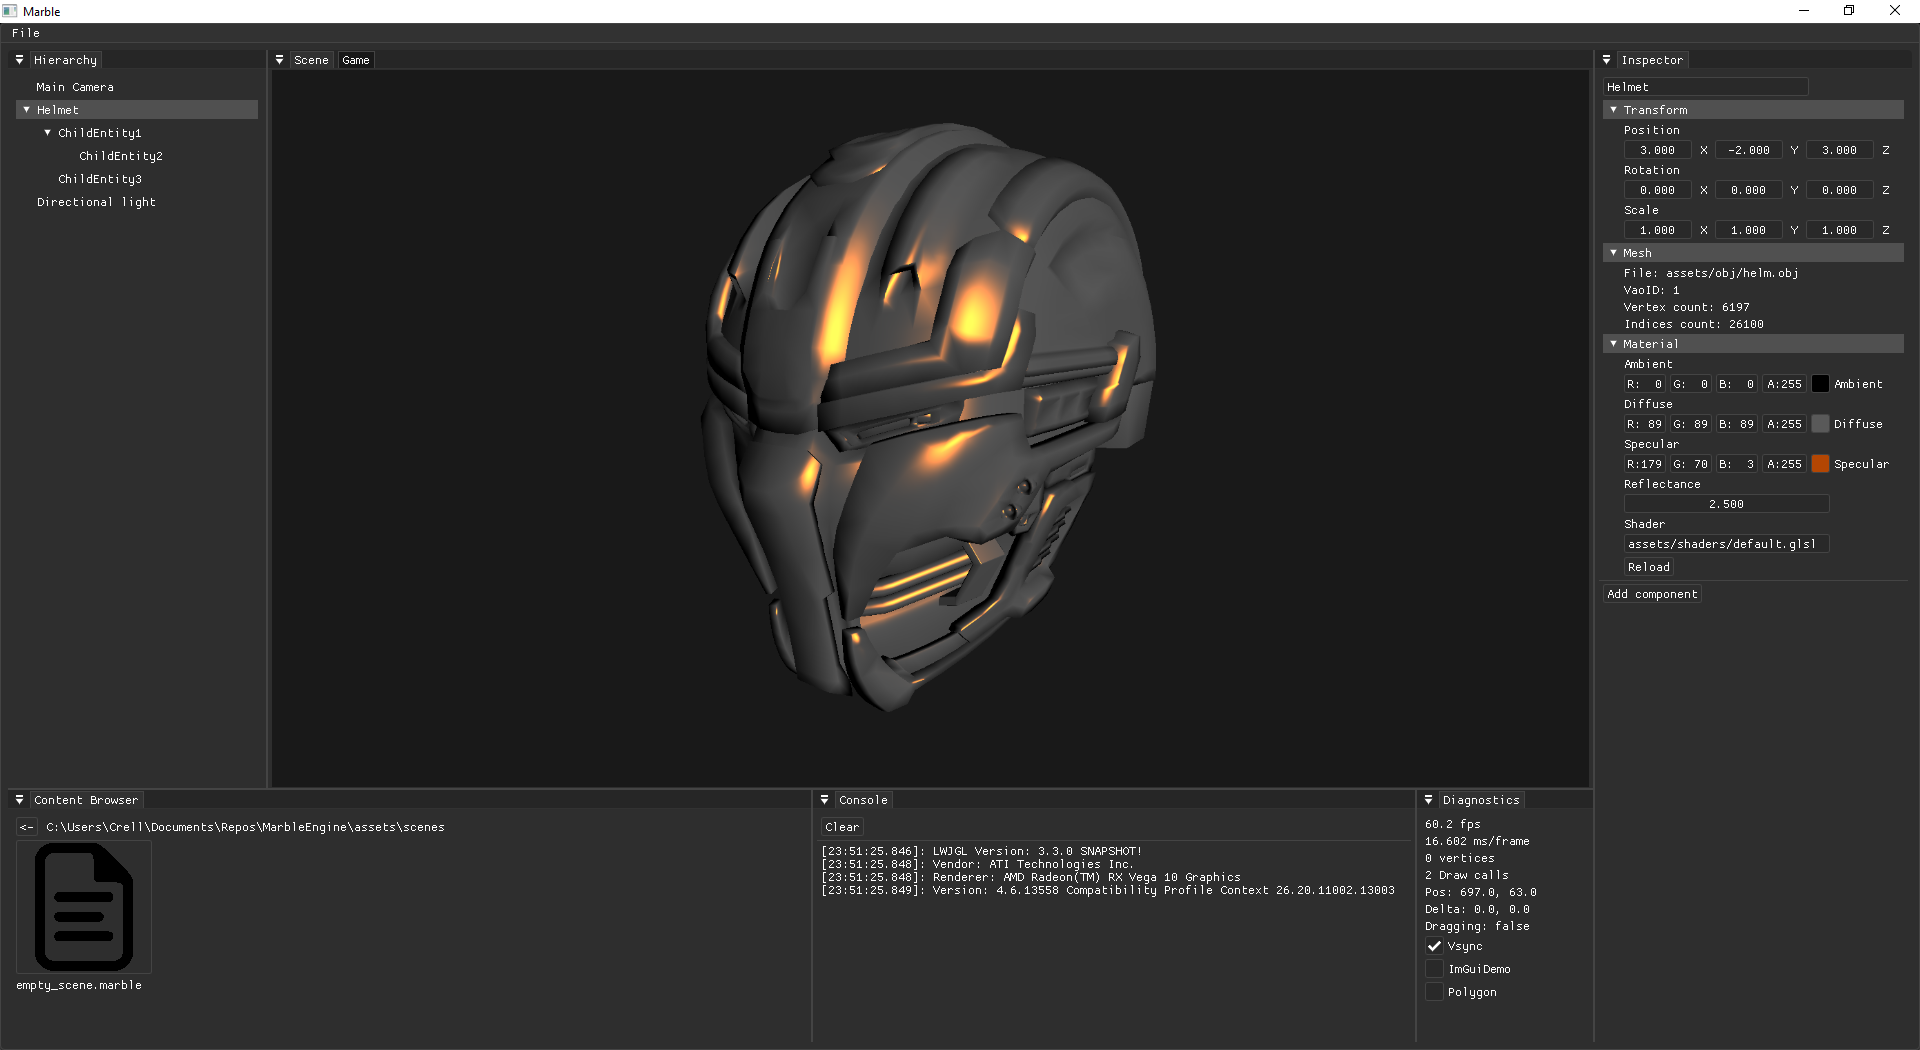 Marble
File
Hierarchy
Main Camera
Helmet
ChildEntity1
ChildEntity2
ChildEntity3
Directional light
Scene Game
Inspector
Helmet
Transform
Position
3.000 X -2.000 Y 3.000 Z
Rotation
0.000 X 0.000 Y 0.000 Z
Scale
1.000 X 1.000 Y 1.000 Z
Mesh
File: assets/obj/helm.obj
VaoID: 1
Vertex count: 6197
Indices count: 26100
Material
Ambient
R: 0 G: 0 B: 0 A:255 Ambient
Diffuse
R: 89 G: 89 B: 89 A:255 Diffuse
Specular
R:179 G: 70 B: 3 A:255 Specular
Reflectance
2.500
Shader
assets/shaders/default.glsl
Reload
Add component
Content Browser
<- C:\Users\Crell\Documents\Repos\MarbleEngine\assets\scenes
empty_scene.marble
Console
Clear
[23:51:25.846]: LWJGL Version: 3.3.0 SNAPSHOT!
[23:51:25.848]: Vendor: ATI Technologies Inc.
[23:51:25.848]: Renderer: AMD Radeon(TM) RX Vega 10 Graphics
[23:51:25.849]: Version: 4.6.13558 Compatibility Profile Context 26.20.11002.13003
Diagnostics
60.2 fps
16.602 ms/frame
0 vertices
2 Draw calls
Pos: 697.0, 63.0
Delta: 0.0, 0.0
Dragging: false
Vsync
ImGuiDemo
Polygon